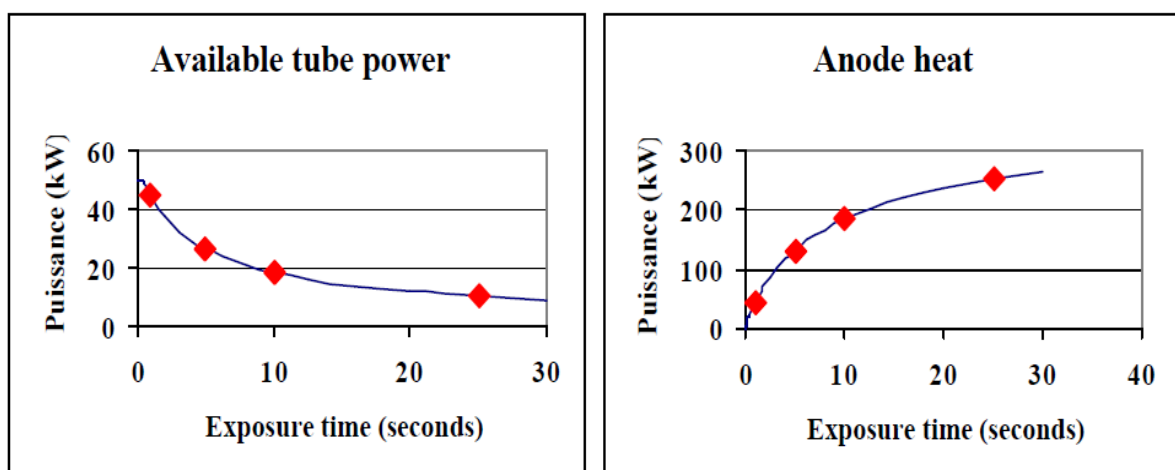 Available tube power
Puissance (kW)
60
40
20
0
0 10 20 30
Exposure time (seconds)
Anode heat
Puissance (kW)
300
200
100
0
0 10 20 30 40
Exposure time (seconds)